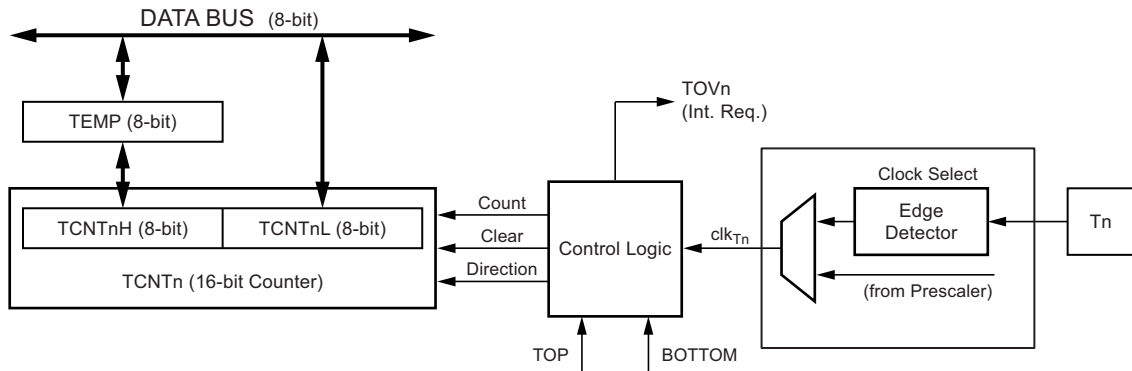 DATA BUS (8-bit)
TEMP (8-bit)
TCNTnH (8-bit)
TCNTnL (8-bit)
TCNTn (16-bit Counter)
Count
Clear
Direction
TOVn
(Int. Req.)
Control Logic
TOP
BOTTOM
clkTn
Clock Select
Edge
Detector
(from Prescaler)
Tn